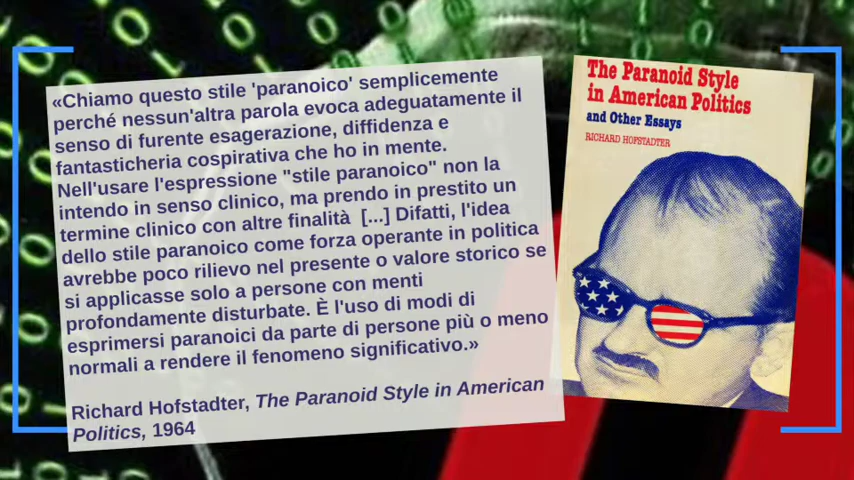 «Chiamo questo stile 'paranoico' semplicemente
perché nessun'altra parola evoca adeguatamente il
senso di furente esagerazione, diffidenza e
fantasticheria cospirativa che ho in mente.
Nell'usare l'espressione "stile paranoico" non la
intendo in senso clinico, ma prendo in prestito un
termine clinico con altre finalità [...] Difatti, l'idea
dello stile paranoico come forza operante in politica
avrebbe poco rilievo nel presente o valore storico se
si applicasse solo a persone con menti
profondamente disturbate. È l'uso di modi di
esprimersi paranoici da parte di persone più o meno
normali a rendere il fenomeno significativo.»
Richard Hofstadter, The Paranoid Style in American
Politics, 1964
The Paranoid Style
in American Politics
and Other Essays
RICHARD HOFSTADTER